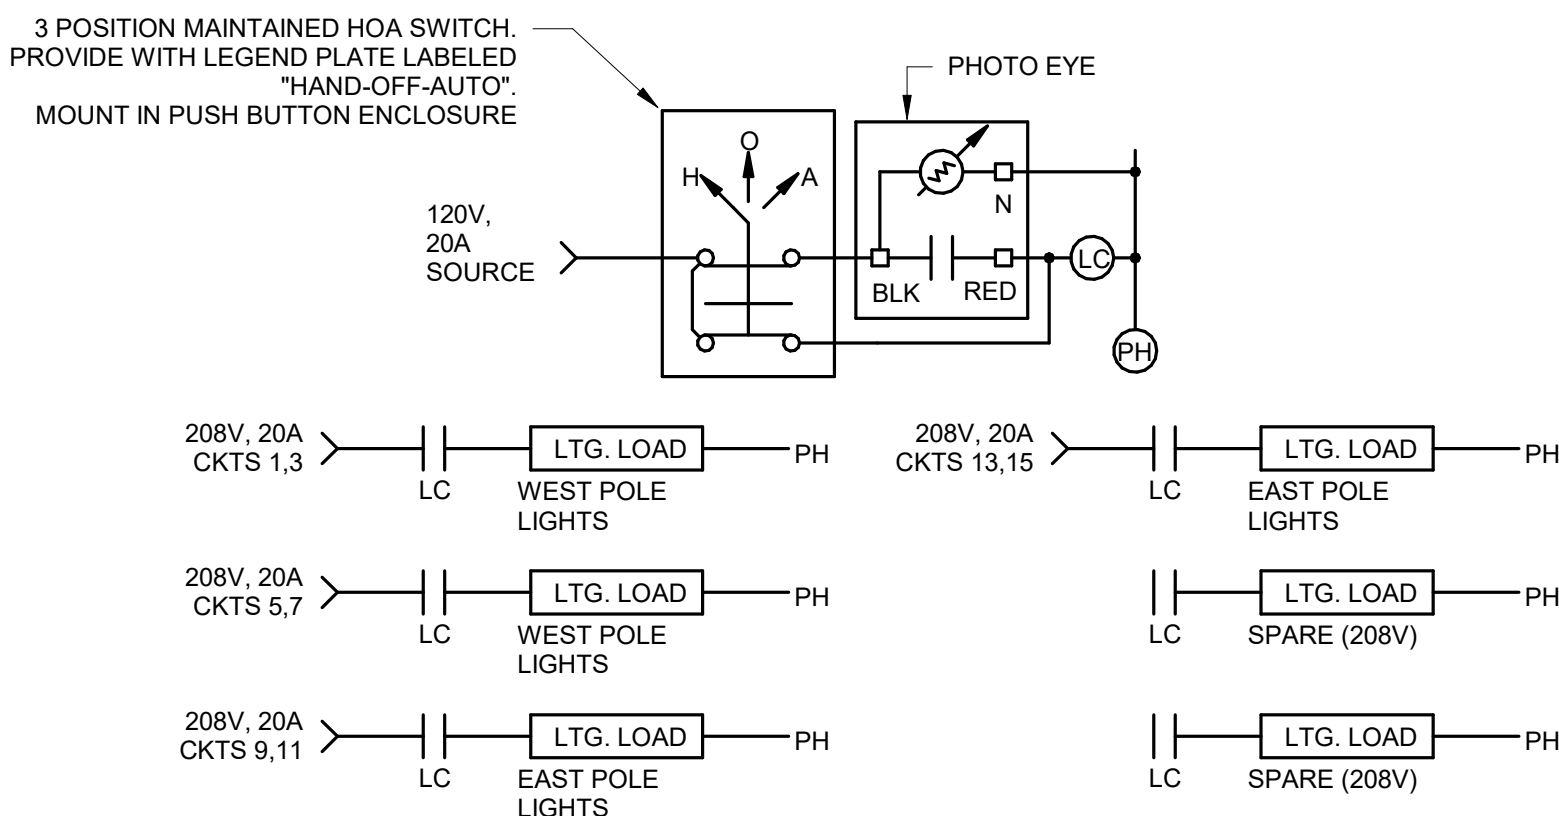 3 POSITION MAINTAINED HOA SWITCH.
PROVIDE WITH LEGEND PLATE LABELED
"HAND-OFF-AUTO".
MOUNT IN PUSH BUTTON ENCLOSURE
PHOTO EYE
O
H
A
N
120V,
20A
SOURCE
BLK
RED
LC
PH
208V, 20A
CKTS 1,3
LC
LTG. LOAD
PH
WEST POLE
LIGHTS
208V, 20A
CKTS 13,15
LC
LTG. LOAD
PH
EAST POLE
LIGHTS
208V, 20A
CKTS 5,7
LC
LTG. LOAD
PH
WEST POLE
LIGHTS
LC
LTG. LOAD
PH
SPARE (208V)
208V, 20A
CKTS 9,11
LC
LTG. LOAD
PH
EAST POLE
LIGHTS
LC
LTG. LOAD
PH
SPARE (208V)